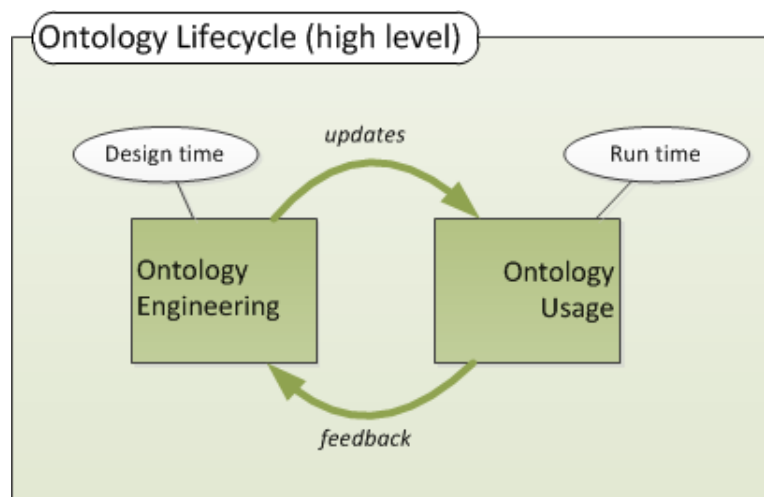 Ontology Lifecycle (high level)
updates
Design time
Run time
Ontology
Engineering
Ontology
Usage
feedback